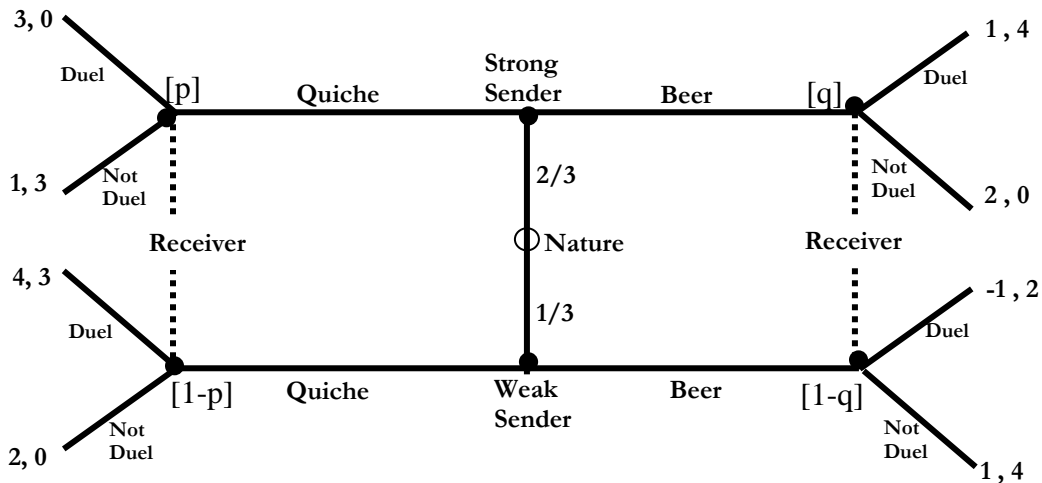 3, 0
Duel
[p]
Quiche
Strong
Sender
Beer
[q]
1 , 4
Duel
Not
Duel
1, 3
2/3
Not
Duel
2, 0
Receiver
Nature
Receiver
4, 3
Duel
1/3
-1 , 2
Duel
[1-p]
Quiche
Weak
Sender
Beer
[1-q]
Not
Duel
2, 0
Not
Duel
1, 4